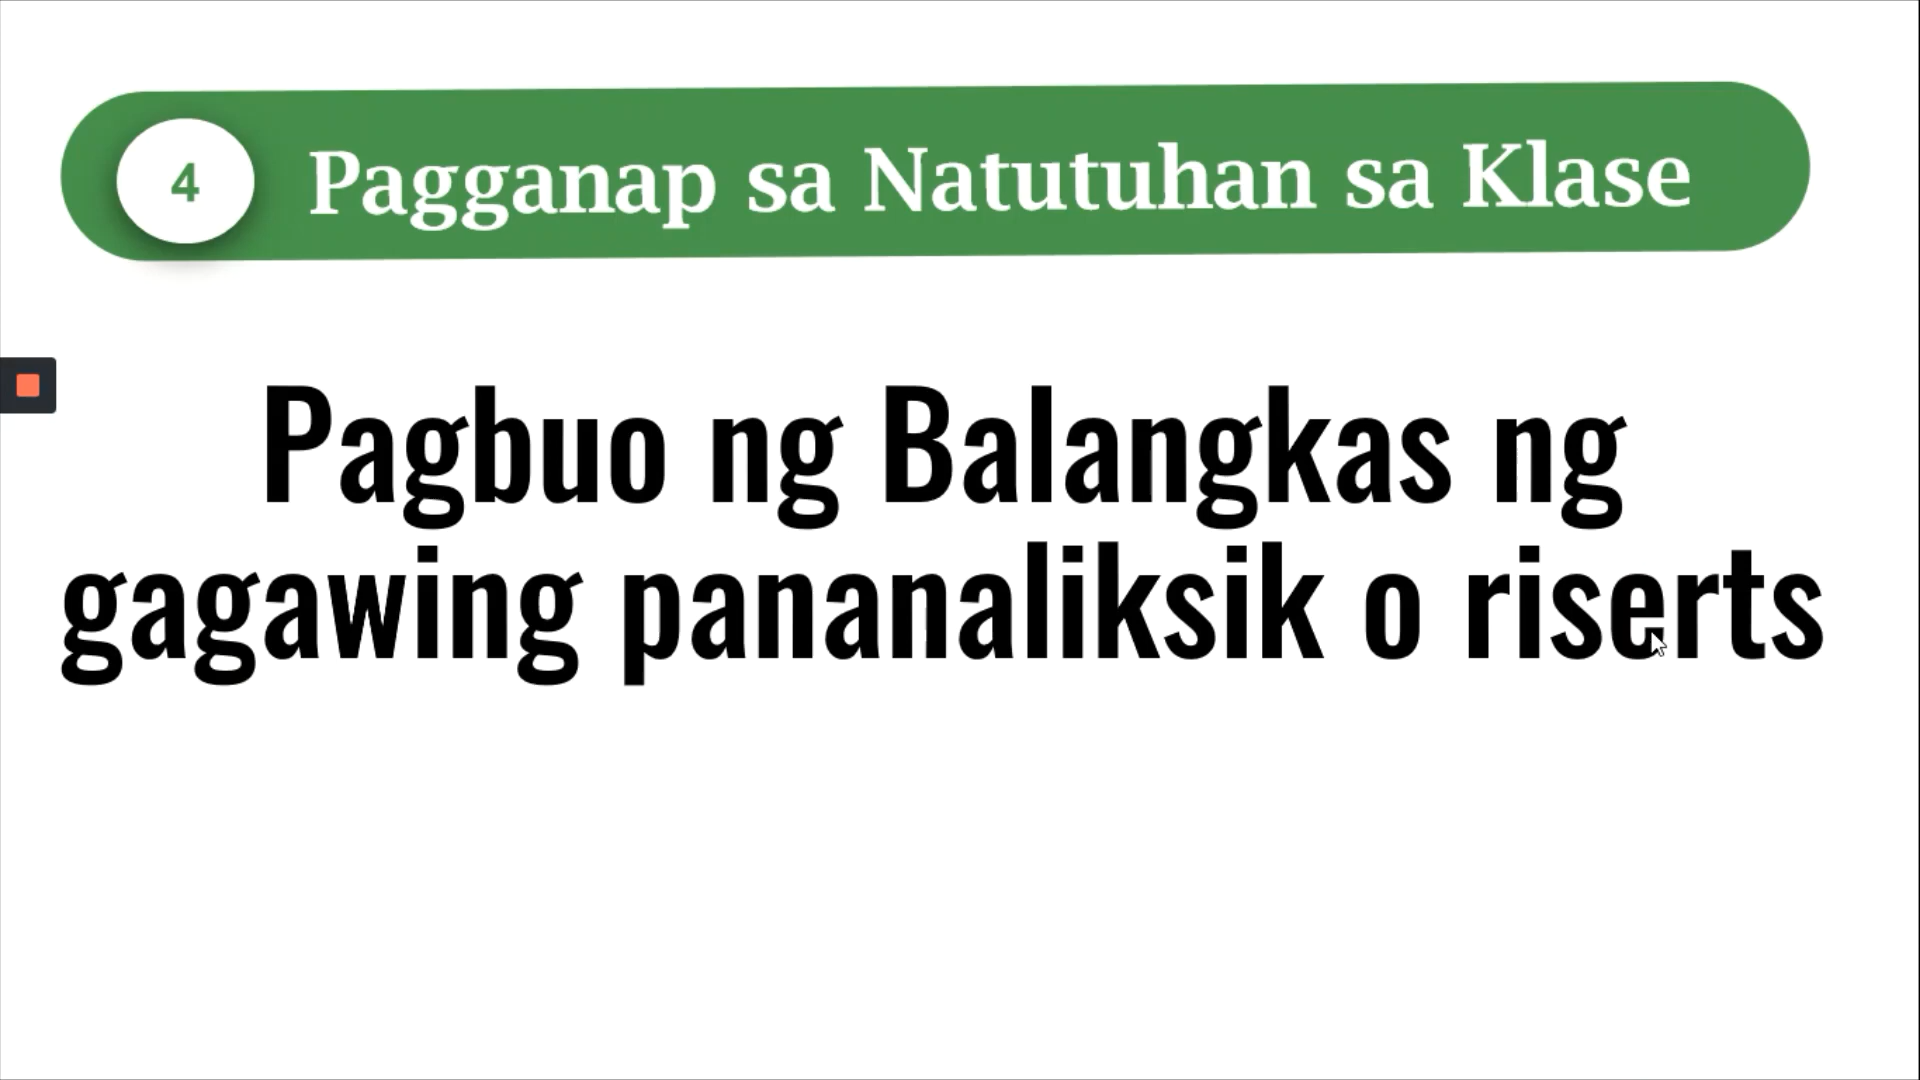 4
Pagganap sa Natutuhan sa Klase
Pagbuo ng Balangkas ng
gagawing pananaliksik o riserts